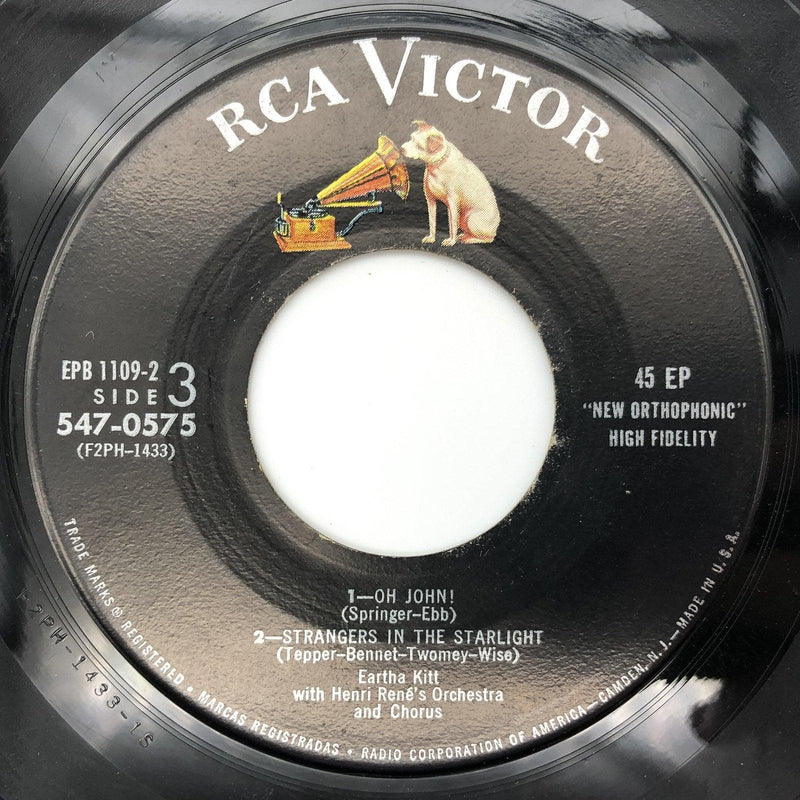 RCA VICTOR
EPB 1109-2
SIDE 3
547-0575
(F2PH-1433)
45 EP
"NEW ORTHOPHONIC"
HIGH FIDELITY
1—OH JOHN!
(Springer-Ebb)
2—STRANGERS IN THE STARLIGHT
(Tepper-Bennet-Twomey-Wise)
Eartha Kitt
with Henri René's Orchestra
and Chorus
TRADE MARKS ® REGISTERED • MARCAS REGISTRADAS • RADIO CORPORATION OF AMERICA—CAMDEN, N. J.—MADE IN U. S. A.
F2PH-1433-1S